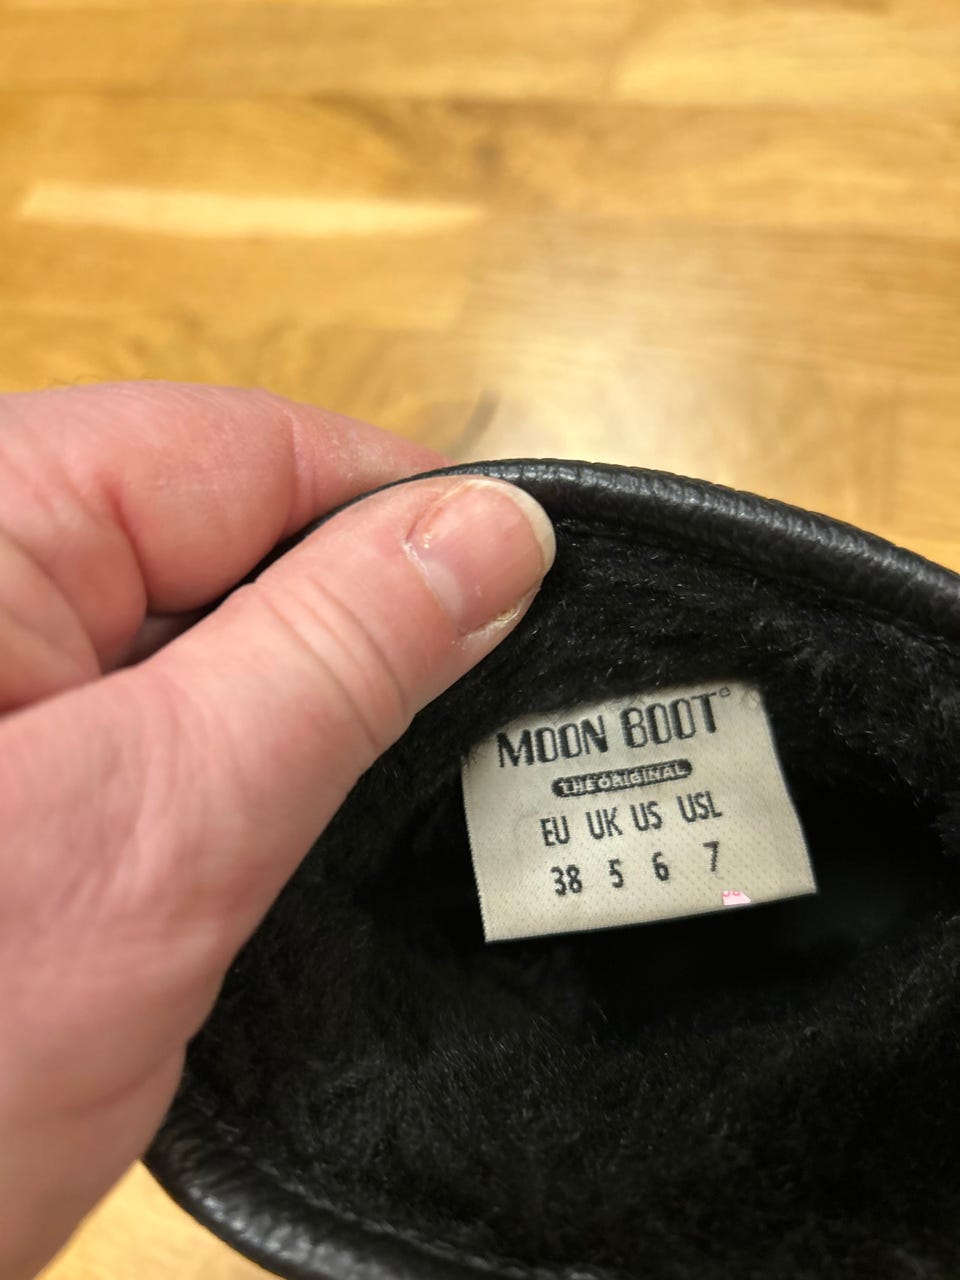 MOON BOOT®
THE ORIGINAL
EU UK US USL
38 5 6 7